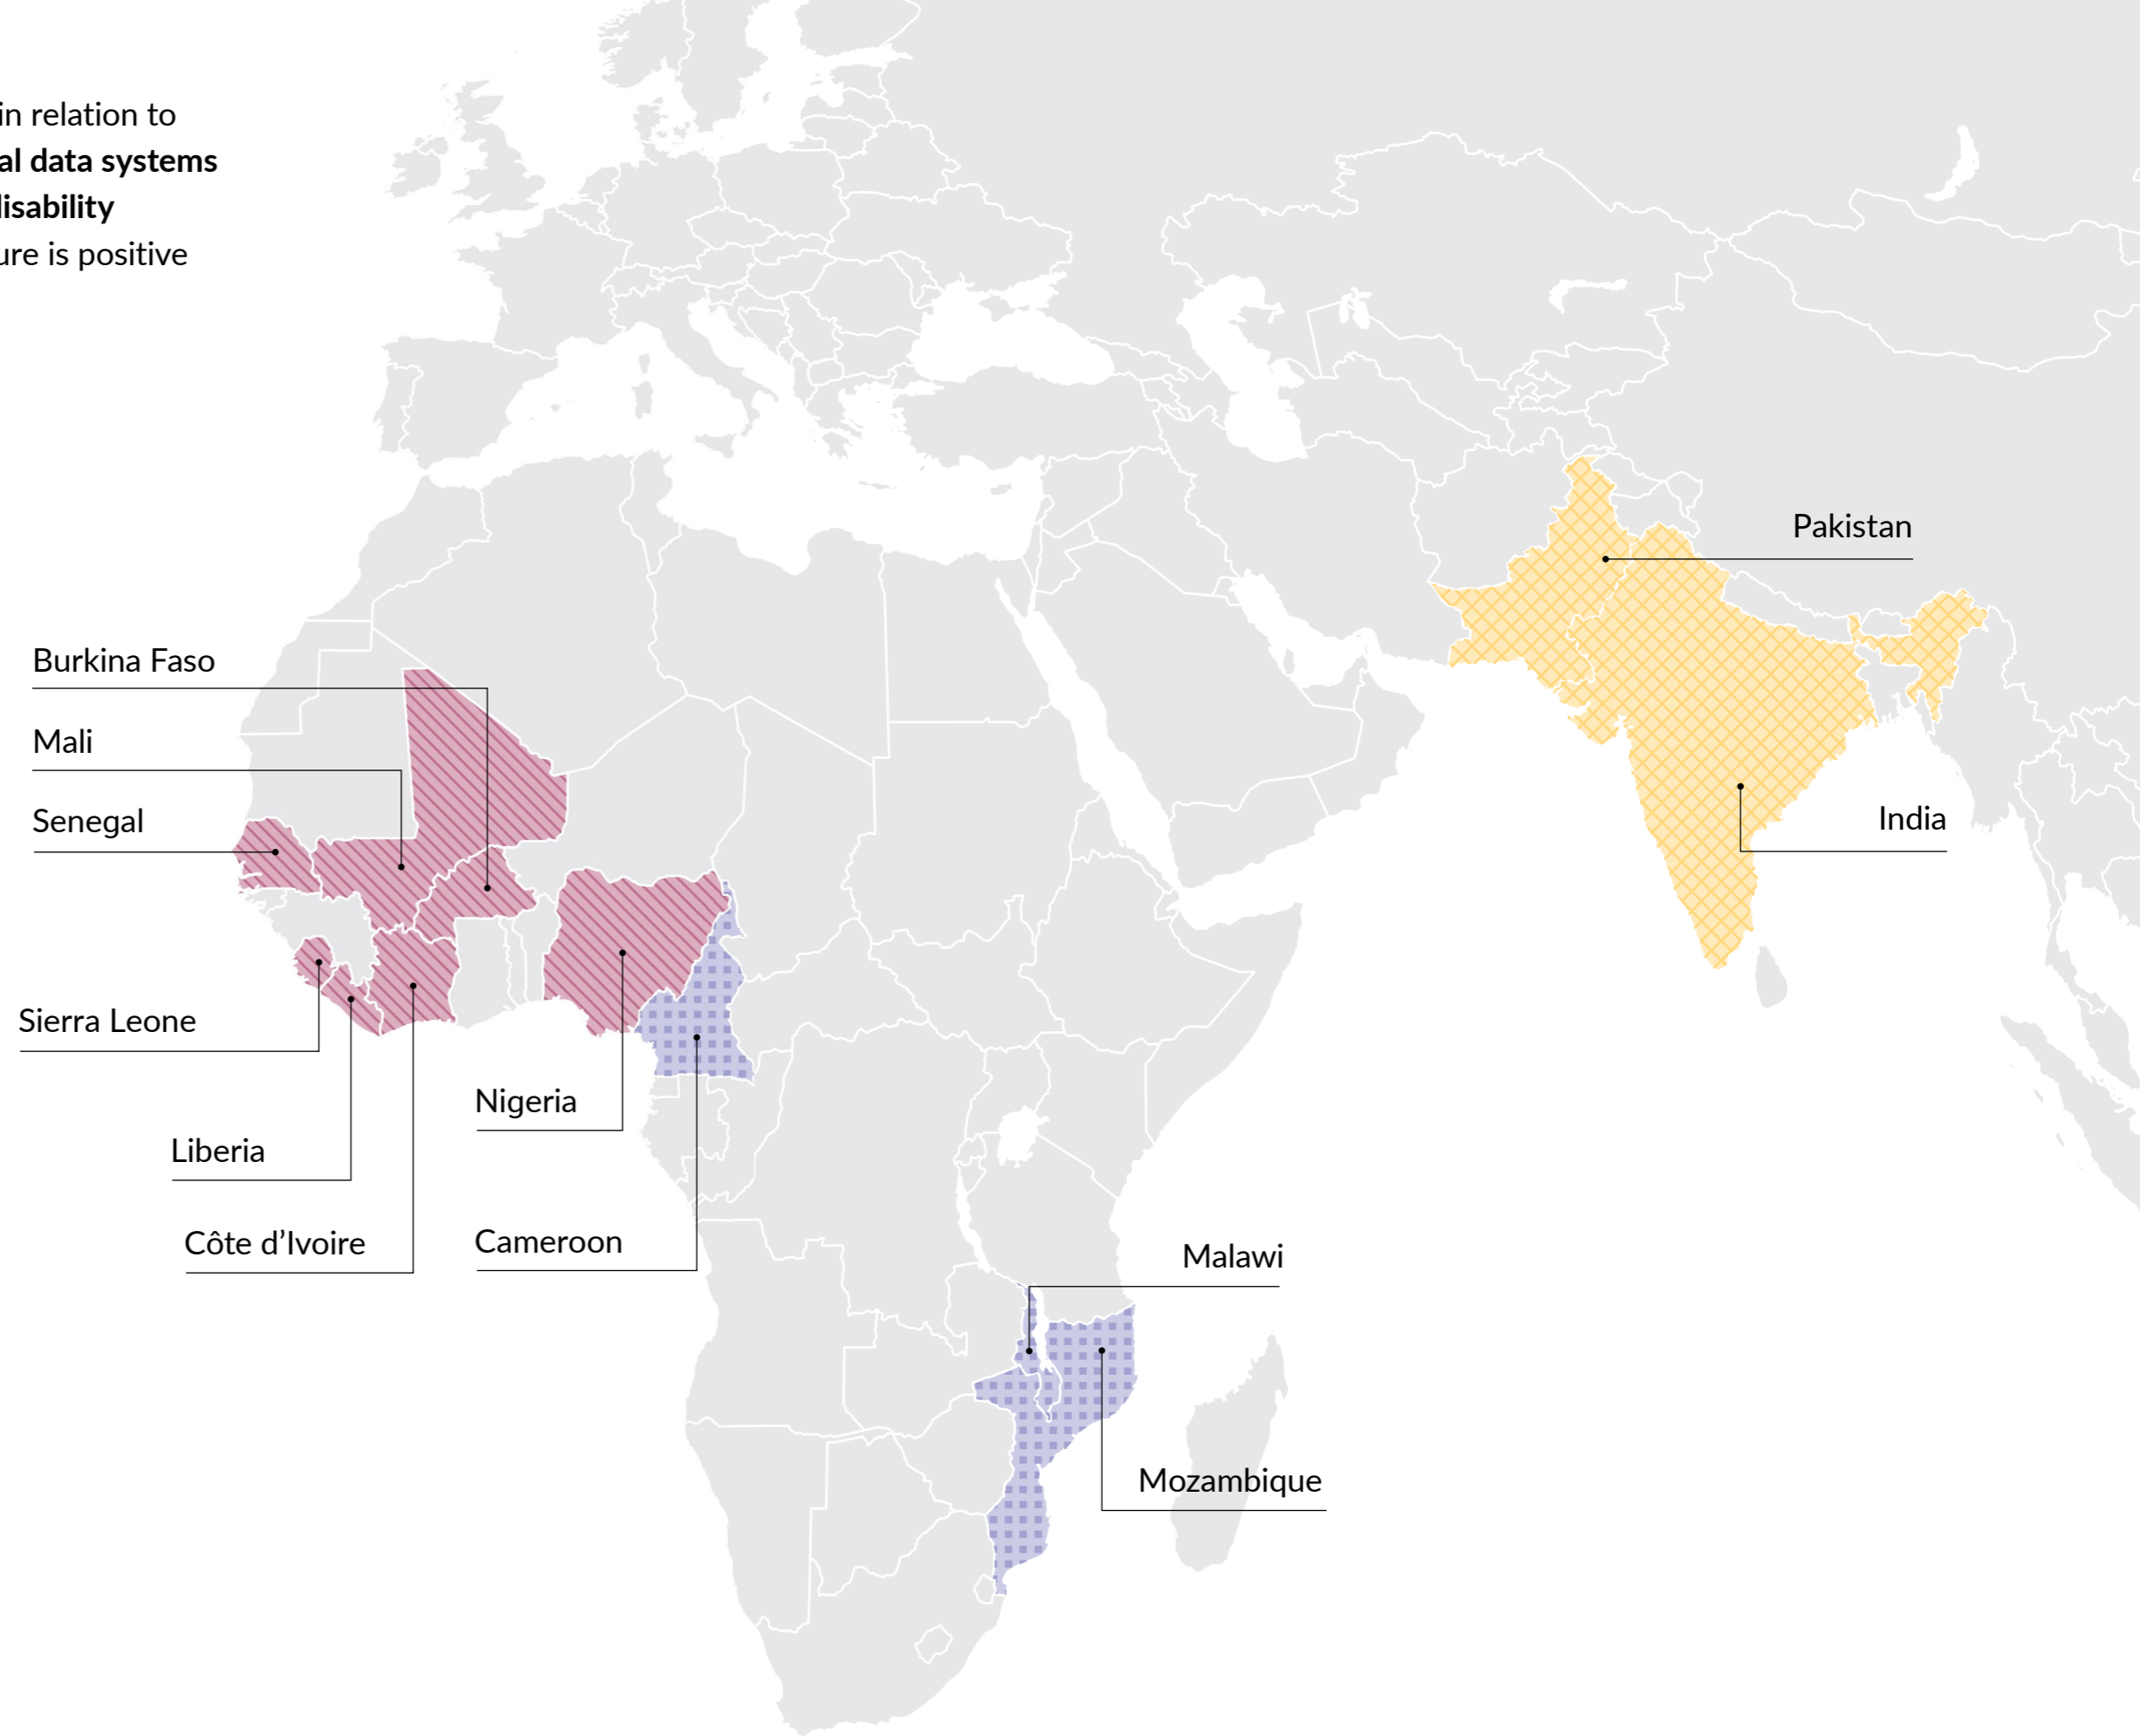 in relation to
al data systems
disability
ure is positive
Pakistan
Burkina Faso
Mali
Senegal
India
Sierra Leone
Nigeria
Liberia
Côte d’Ivoire
Cameroon
Malawi
Mozambique